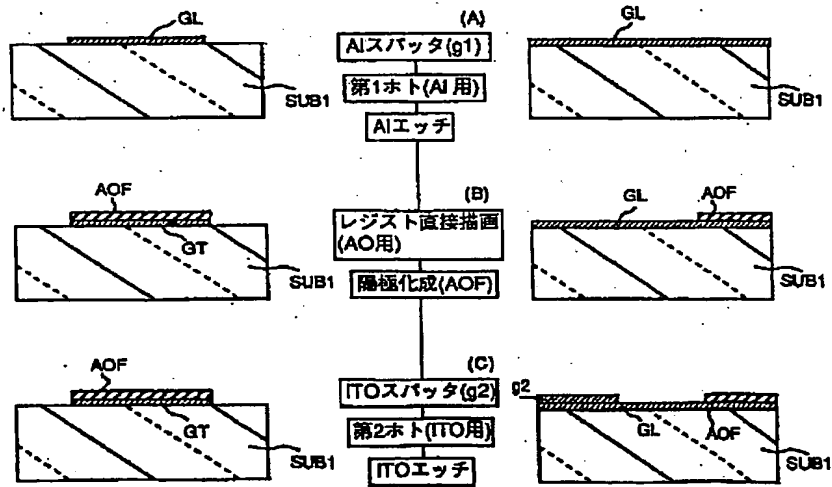 GL
SUB1
(A)
Alスパッタ(g1)
第1ホト(Al用)
Alエッチ
GL
SUB1
AOF
GT
SUB1
(B)
レジスト直接描画
(AO用)
陽極化成(AOF)
GL
AOF
SUB1
AOF
GT
SUB1
(C)
ITOスパッタ(g2)
第2ホト(ITO用)
ITOエッチ
g2
GL
AOF
SUB1